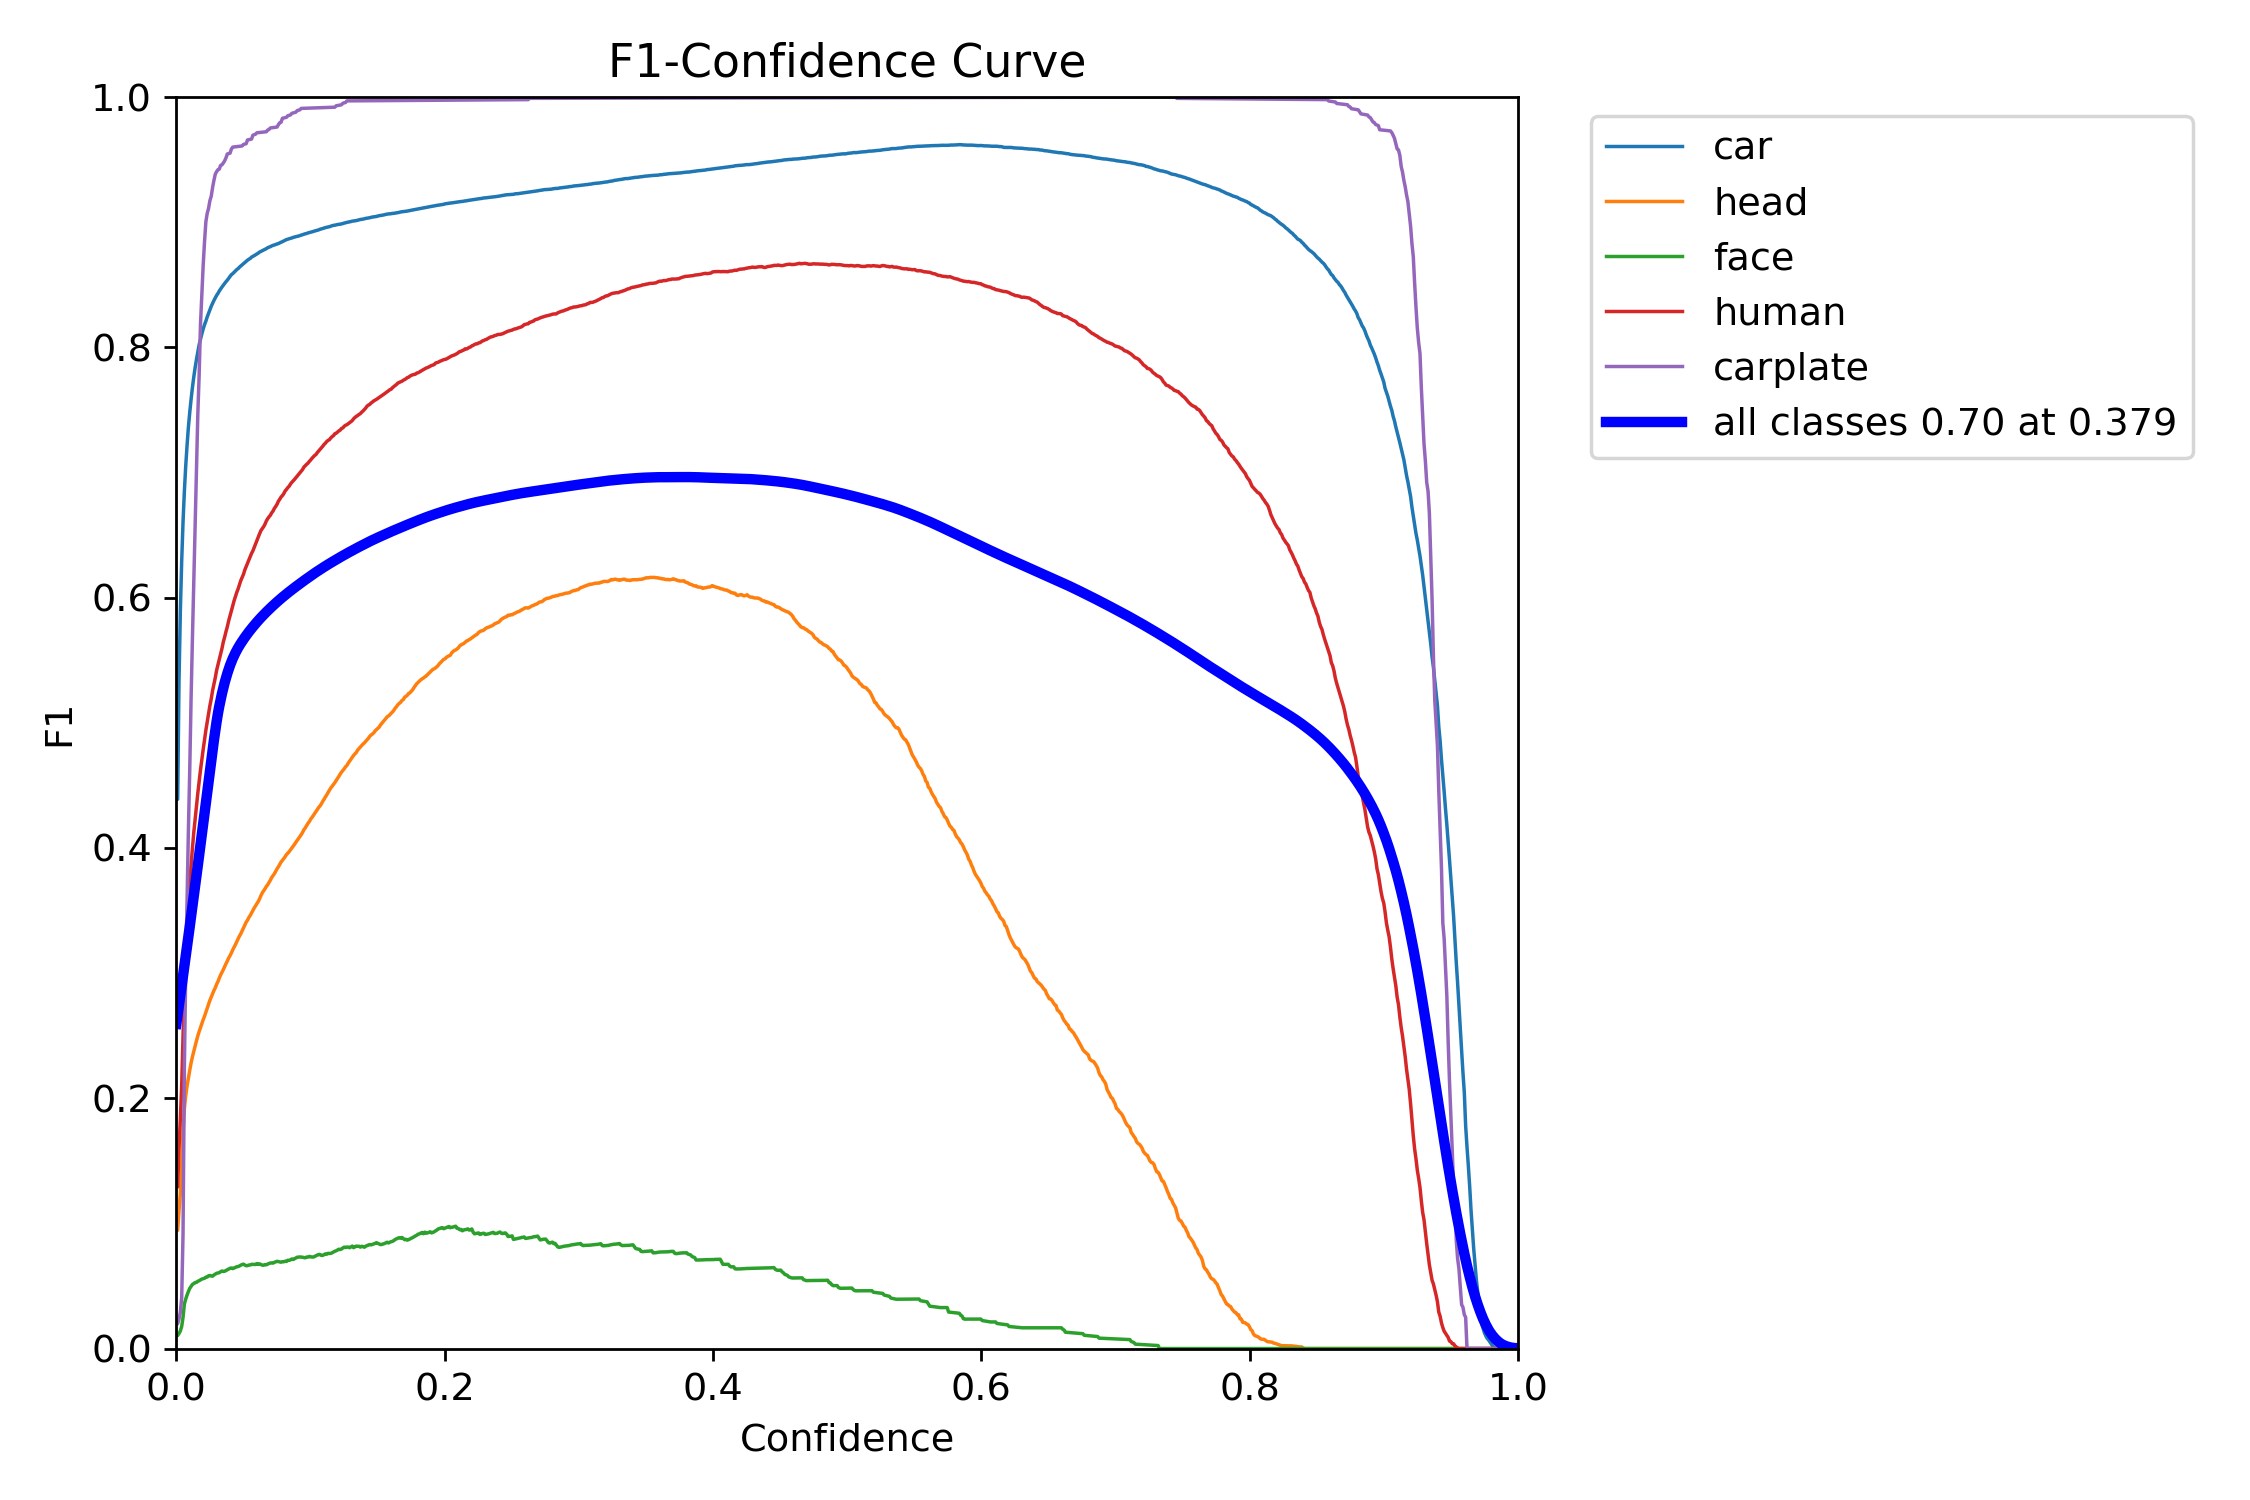 F1-Confidence Curve
1.0
0.8
0.6
0.4
0.2
0.0
F1
0.0 0.2 0.4 0.6 0.8 1.0
Confidence
car
head
face
human
carplate
all classes 0.70 at 0.379